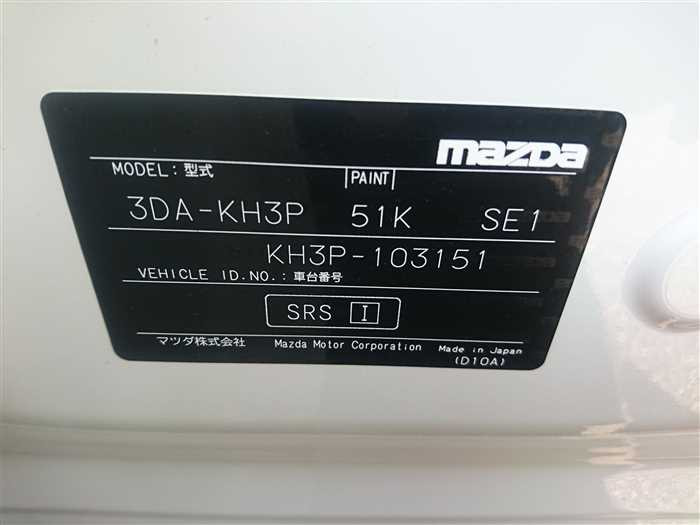 mazda
MODEL：型式 PAINT
3DA-KH3P 51K SE1
KH3P-103151
VEHICLE ID.NO.：車台番号
SRS I
マツダ株式会社 Mazda Motor Corporation Made in Japan
(D10A)